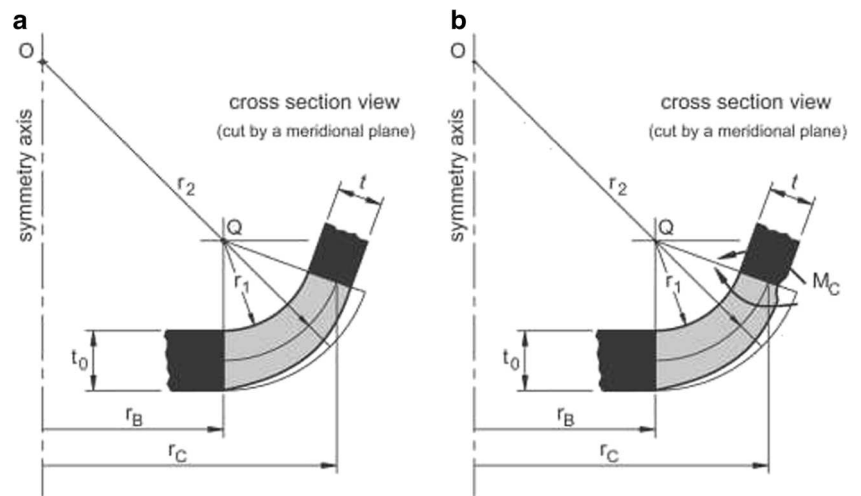 a
O
symmetry axis
cross section view
(cut by a meridional plane)
r2
Q
t
r1
t0
rB
rC
b
O
symmetry axis
cross section view
(cut by a meridional plane)
r2
Q
t
r1
MC
t0
rB
rC